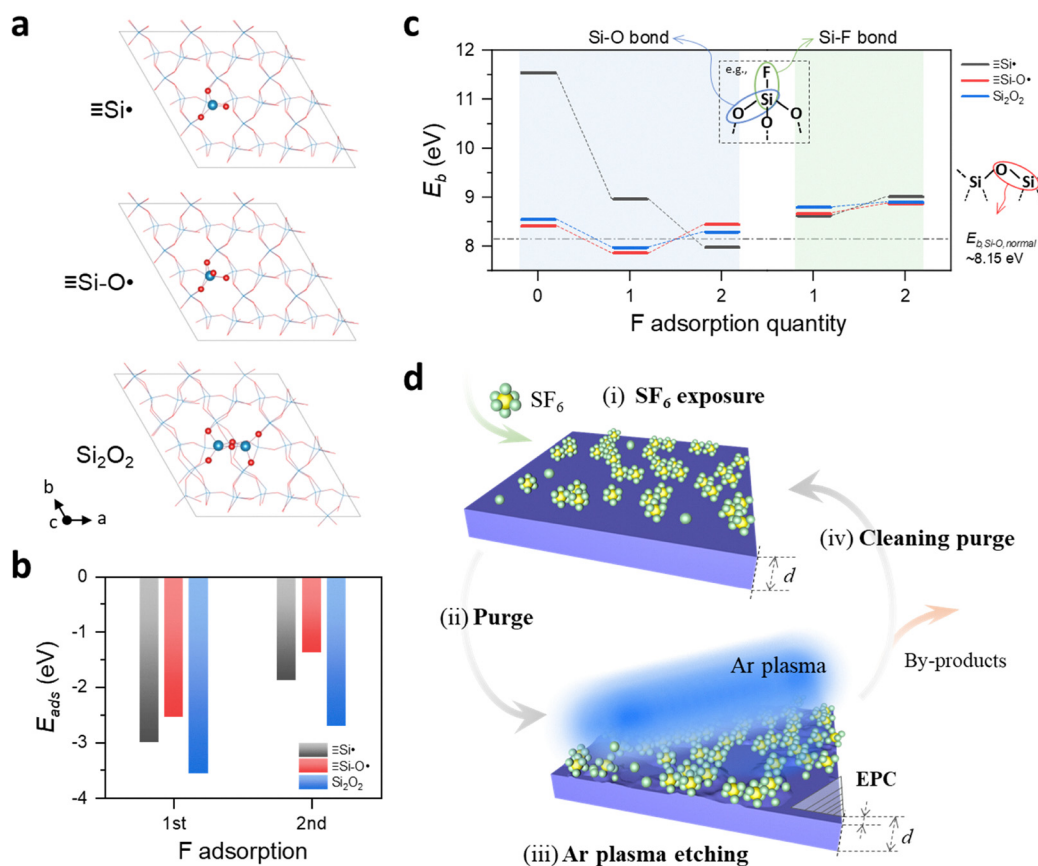 a
≡Si•
≡Si-O•
Si₂O₂
b
c
a
b
0
-1
-2
-3
-4
E_ads (eV)
≡Si•
≡Si-O•
Si₂O₂
1st
2nd
F adsorption
c
Si-O bond
Si-F bond
12
11
10
9
8
E_b (eV)
e.g.,
F
Si
O
O
O
≡Si•
≡Si-O•
Si₂O₂
O
Si
Si
E_b,Si-O,normal
~8.15 eV
0
1
2
1
2
F adsorption quantity
d
SF₆
(i) SF₆ exposure
(ii) Purge
d
(iv) Cleaning purge
Ar plasma
By-products
EPC
d
(iii) Ar plasma etching